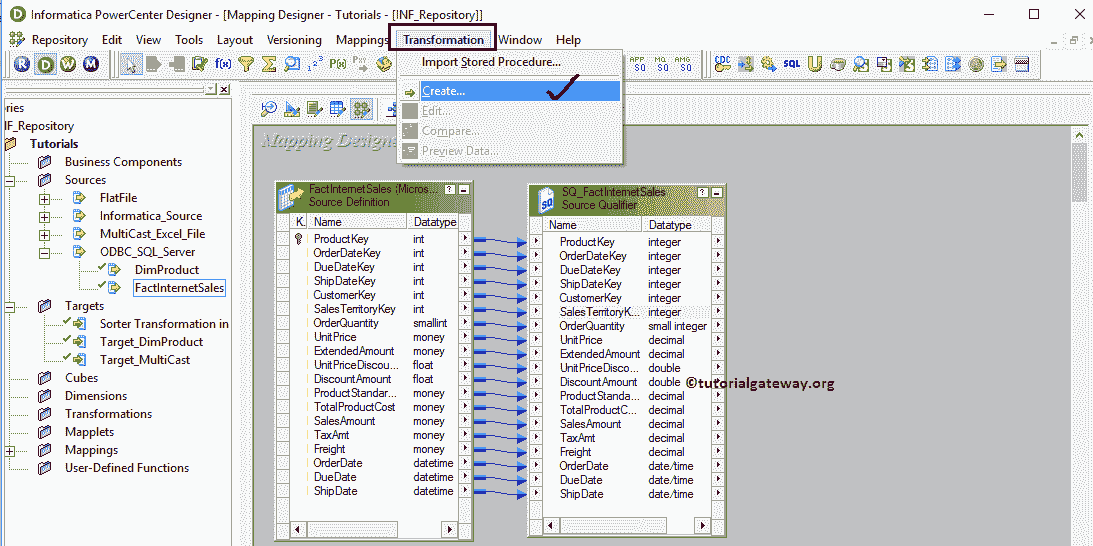 Informatica PowerCenter Designer - [Mapping Designer - Tutorials - [INF_Repository]]
Repository Edit View Tools Layout Versioning Mappings Transformation Window Help
Import Stored Procedure...
Create...
Edit...
Compare...
Preview Data...
ories
NF_Repository
Tutorials
Business Components
Sources
FlatFile
Informatica_Source
MultiCast_Excel_File
ODBC_SQL_Server
DimProduct
FactInternetSales
Targets
Sorter Transformation in
Target_DimProduct
Target_MultiCast
Cubes
Dimensions
Transformations
Mapplets
Mappings
User-Defined Functions
Mapping Designe
FactInternetSales (Micros...
Source Definition
K. Name Datatype
ProductKey int
OrderDateKey int
DueDateKey int
ShipDateKey int
CustomerKey int
SalesTerritoryKey int
OrderQuantity smallint
UnitPrice money
ExtendedAmount money
UnitPriceDiscou... float
DiscountAmount float
ProductStandar... money
TotalProductCost money
SalesAmount money
TaxAmt money
Freight money
OrderDate datetime
DueDate datetime
ShipDate datetime
SQ_FactInternetSales
Source Qualifier
Name Datatype
ProductKey integer
OrderDateKey integer
DueDateKey integer
ShipDateKey integer
CustomerKey integer
SalesTerritoryK... integer
OrderQuantity small integer
UnitPrice decimal
ExtendedAmount decimal
UnitPriceDisco... double
DiscountAmount double
ProductStanda... decimal
TotalProductC... decimal
SalesAmount decimal
TaxAmt decimal
Freight decimal
OrderDate date/time
DueDate date/time
ShipDate date/time
©tutorialgateway.org